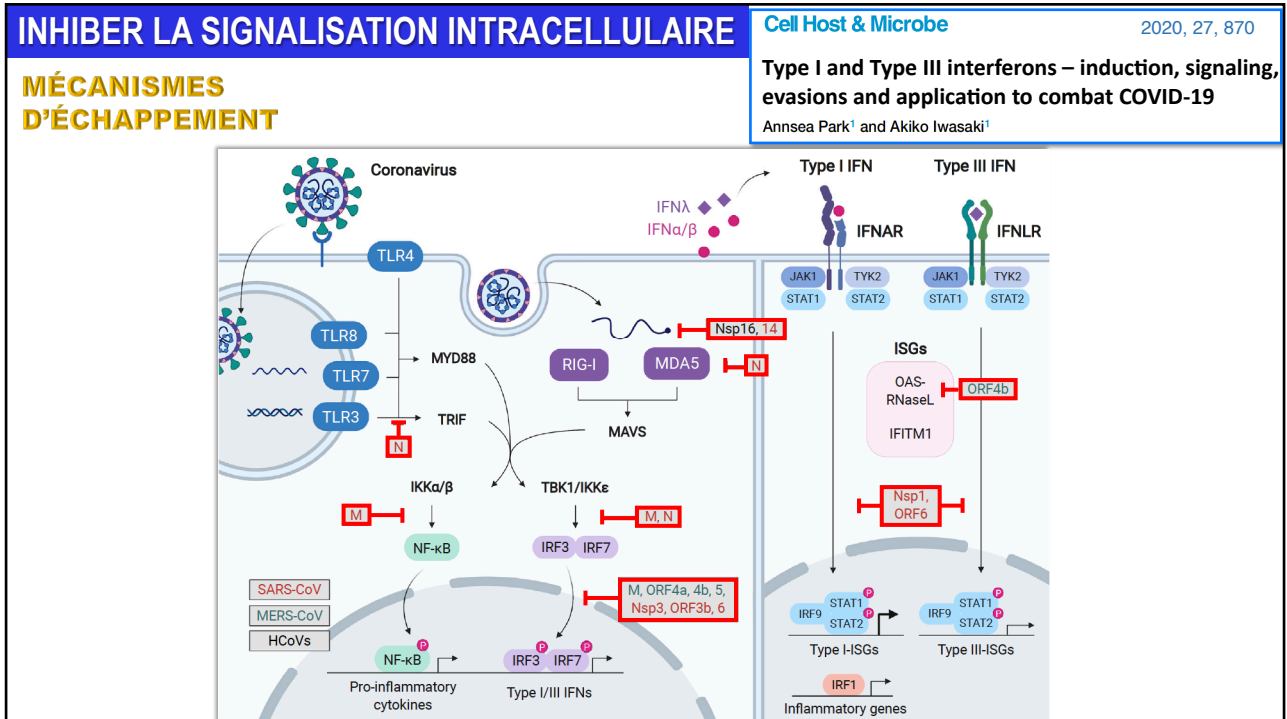 INHIBER LA SIGNALISATION INTRACELLULAIRE
Cell Host & Microbe
2020, 27, 870
Type I and Type III interferons – induction, signaling,
evasions and application to combat COVID-19
Annsea Park¹ and Akiko Iwasaki¹
MÉCANISMES
D'ÉCHAPPEMENT
Coronavirus
TLR4
TLR8
TLR7
TLR3
MYD88
TRIF
N
IFNλ
IFNα/β
Nsp16, 14
RIG-I
MDA5
N
MAVS
IKKα/β
TBK1/IKKε
M
M, N
NF-κB
IRF3
IRF7
SARS-CoV
MERS-CoV
HCoVs
M, ORF4a, 4b, 5,
Nsp3, ORF3b, 6
P
NF-κB
P
P
IRF3
IRF7
Pro-inflammatory
cytokines
Type I/III IFNs
Type I IFN
Type III IFN
IFNAR
IFNLR
JAK1
TYK2
STAT1
STAT2
JAK1
TYK2
STAT1
STAT2
ISGs
OAS-
RNaseL
IFITM1
ORF4b
Nsp1,
ORF6
IRF9
STAT1
P
STAT2
P
Type I-ISGs
IRF9
STAT1
P
STAT2
P
Type III-ISGs
IRF1
Inflammatory genes